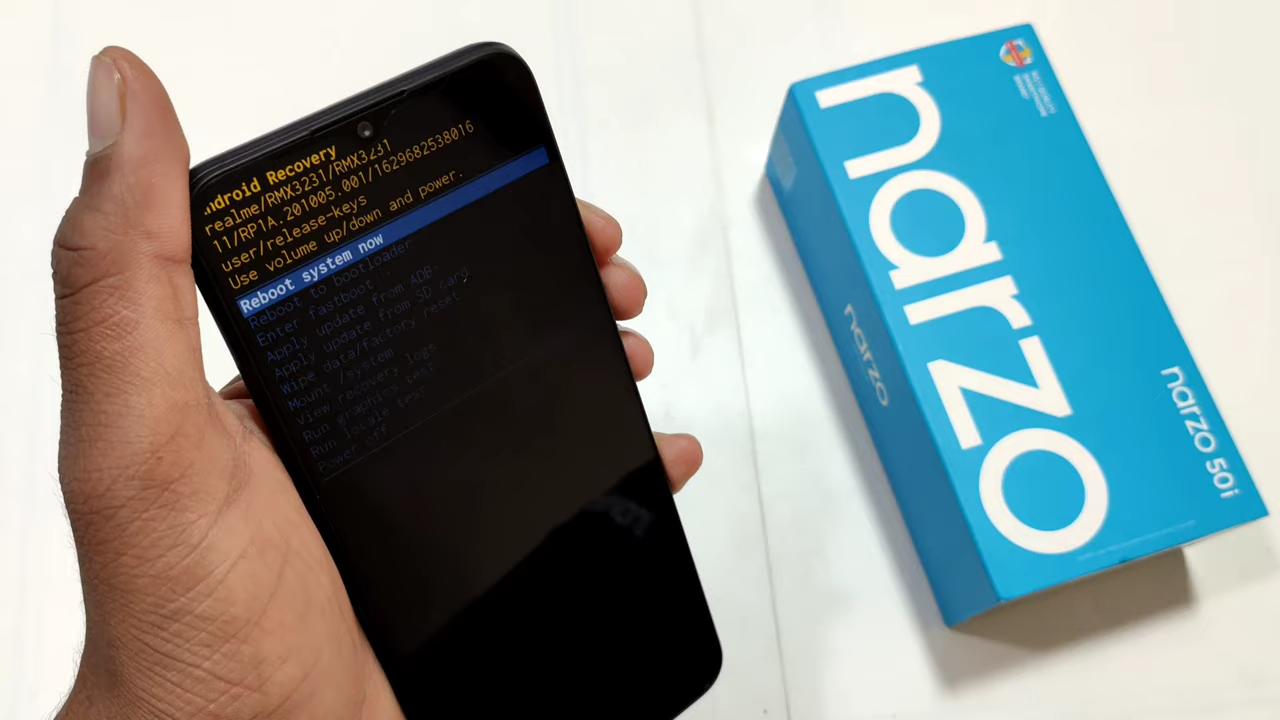 Android Recovery
realme/RMX3231/RMX3231
11/RP1A.201005.001/1629682538016
user/release-keys
Use volume up/down and power.
Reboot system now
Reboot to bootloader
Enter fastboot
Apply update from ADB
Apply update from SD card
Wipe data/factory reset
Mount /system
View recovery logs
Run graphics test
Run locale test
Power off
narzo
narzo
narzo 50i